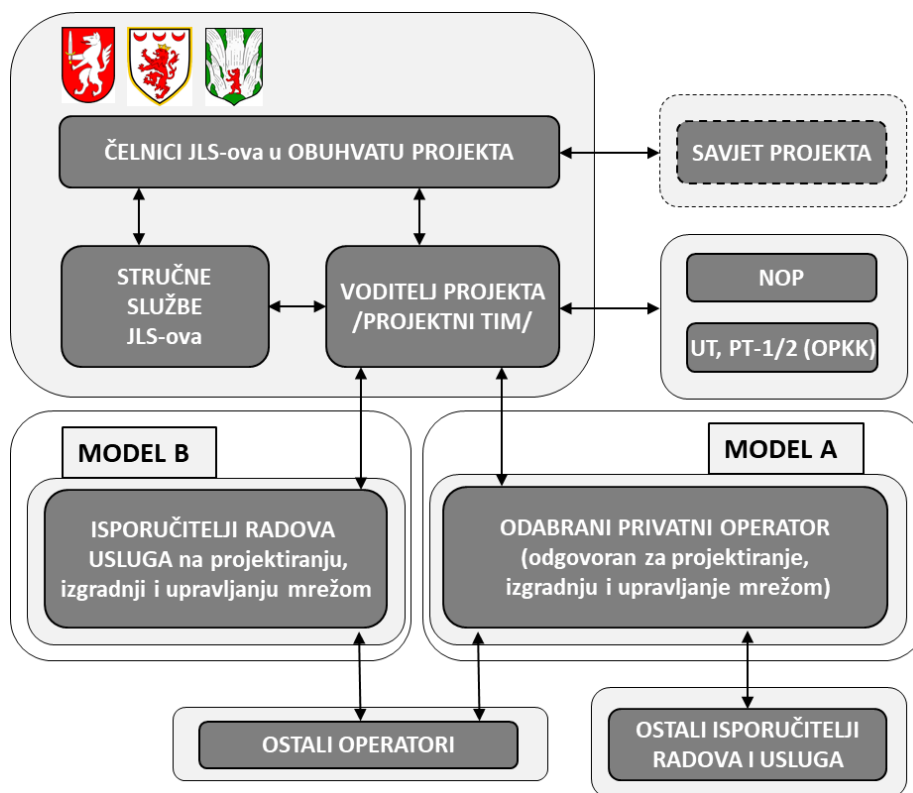 ČELNICI JLS-ova u OBUHVATU PROJEKTA
SAVJET PROJEKTA
STRUČNE
SLUŽBE
JLS-ova
VODITELJ PROJEKTA
/PROJEKTNI TIM/
NOP
UT, PT-1/2 (OPKK)
MODEL B
MODEL A
ISPORUČITELJI RADOVA
USLUGA na projektiranju,
izgradnji i upravljanju mrežom
ODABRANI PRIVATNI OPERATOR
(odgovoran za projektiranje,
izgradnju i upravljanje mrežom)
OSTALI OPERATORI
OSTALI ISPORUČITELJI
RADOVA I USLUGA